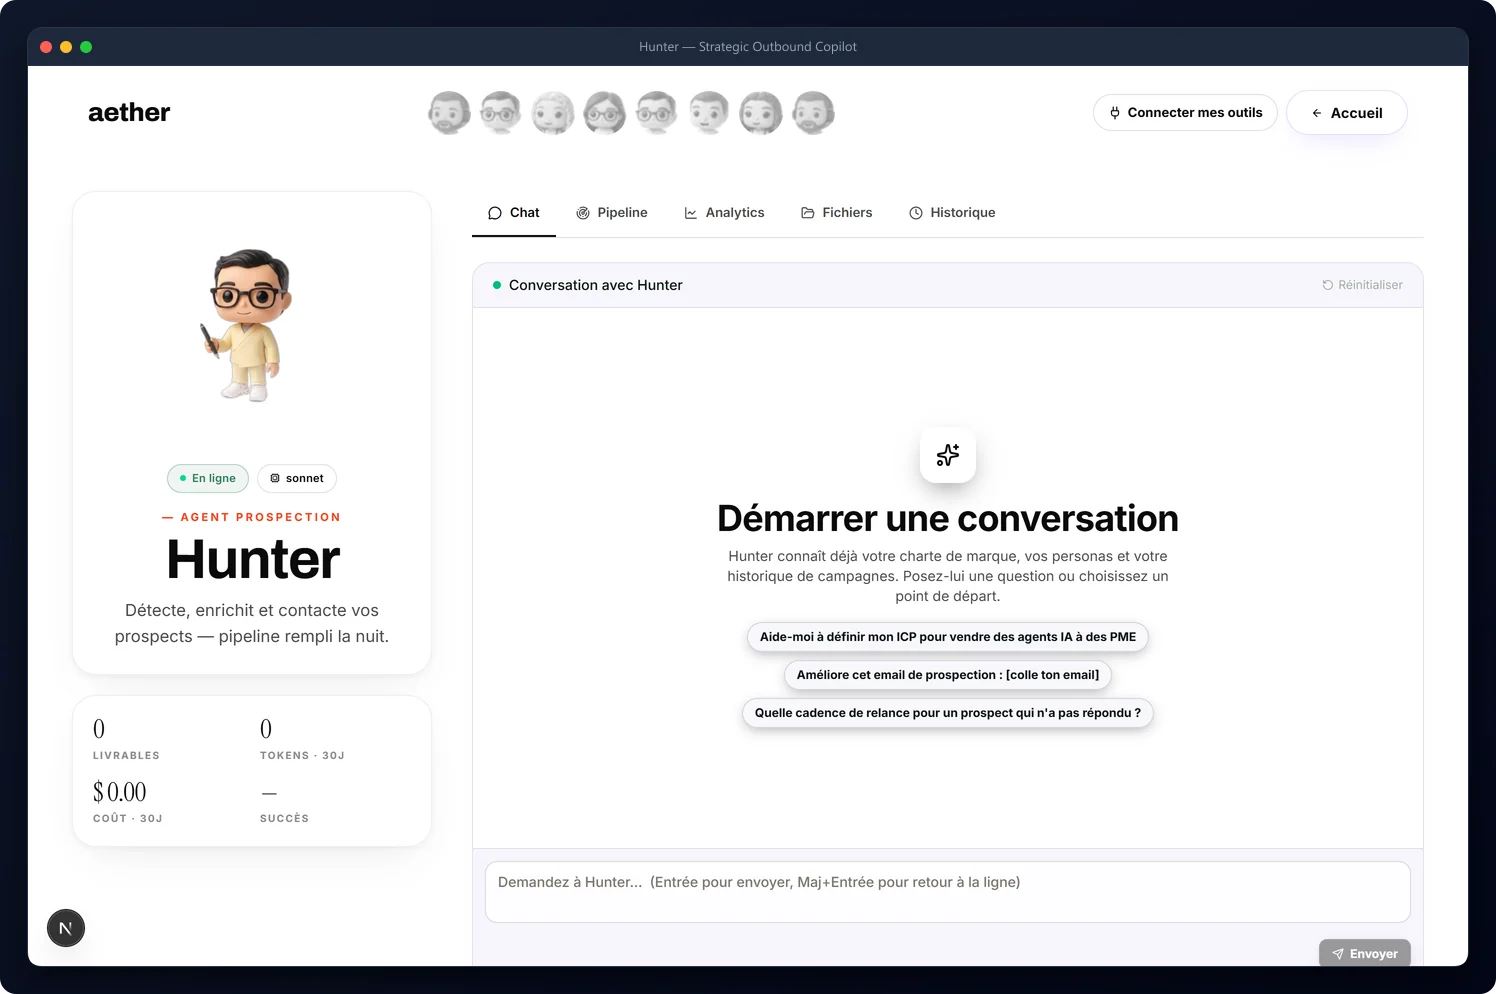 Hunter — Strategic Outbound Copilot
aether
Connecter mes outils
← Accueil
En ligne
sonnet
— AGENT PROSPECTION
Hunter
Détecte, enrichit et contacte vos
prospects — pipeline rempli la nuit.
0
LIVRABLES
0
TOKENS · 30J
$0.00
COÛT · 30J
—
SUCCÈS
N
Chat
Pipeline
Analytics
Fichiers
Historique
Conversation avec Hunter
Réinitialiser
Démarrer une conversation
Hunter connaît déjà votre charte de marque, vos personas et votre
historique de campagnes. Posez-lui une question ou choisissez un
point de départ.
Aide-moi à définir mon ICP pour vendre des agents IA à des PME
Améliore cet email de prospection : [colle ton email]
Quelle cadence de relance pour un prospect qui n'a pas répondu ?
Demandez à Hunter... (Entrée pour envoyer, Maj+Entrée pour retour à la ligne)
Envoyer